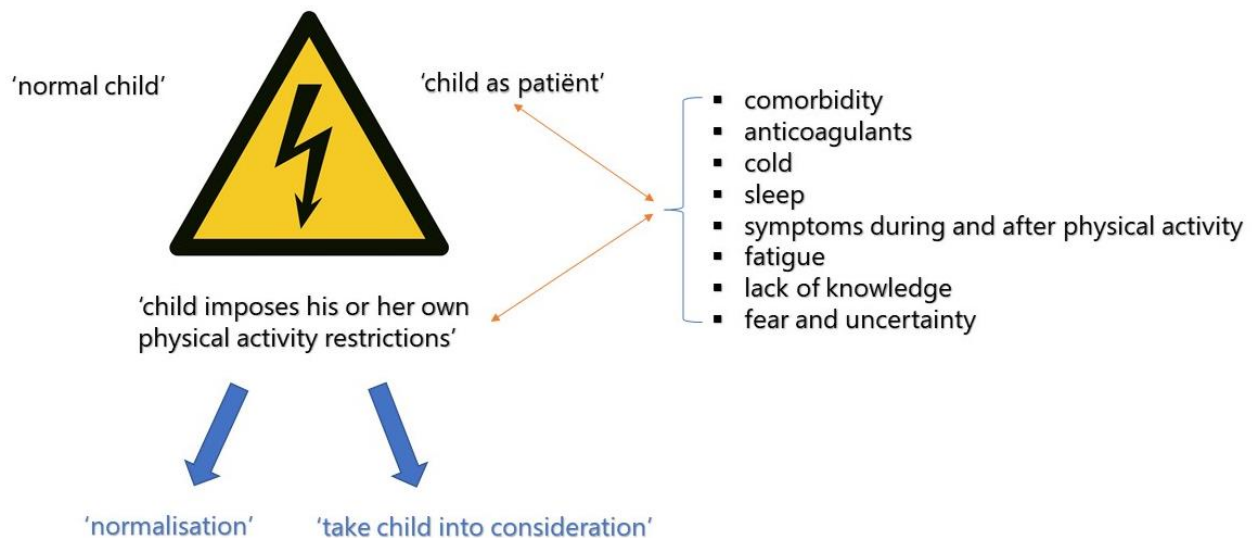 ‘normal child’
‘child as patiënt’
‘child imposes his or her own
physical activity restrictions’
▪ comorbidity
▪ anticoagulants
▪ cold
▪ sleep
▪ symptoms during and after physical activity
▪ fatigue
▪ lack of knowledge
▪ fear and uncertainty
‘normalisation’
‘take child into consideration’